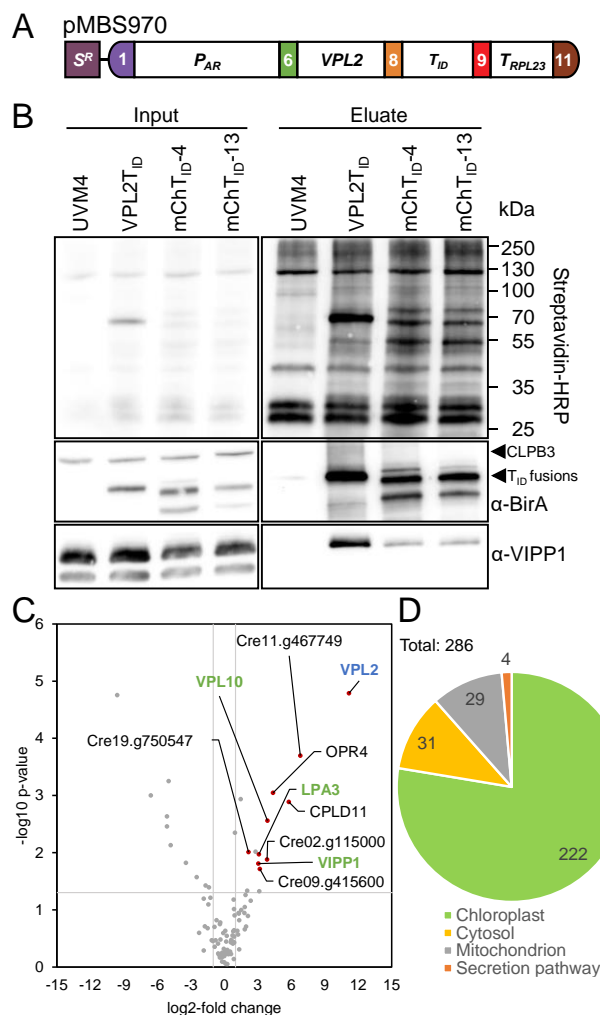 A
pMBS970
S^R 1 P_AR 6 VPL2 8 T_ID 9 T_RPL23 11
B
Input Eluate
UVM4 VPL2T_ID mChT_ID-4 mChT_ID-13 UVM4 VPL2T_ID mChT_ID-4 mChT_ID-13 kDa
250
130
100
70
55
35
25
Streptavidin-HRP
CLPB3
T_ID fusions
α-BirA
α-VIPP1
C
-log10 p-value
6
5
4
3
2
1
0
Cre11.g467749
VPL2
VPL10
Cre19.g750547
OPR4
LPA3
CPLD11
Cre02.g115000
VIPP1
Cre09.g415600
-15 -12 -9 -6 -3 0 3 6 9 12 15
log2-fold change
D
Total: 286
4
29
31
222
Chloroplast
Cytosol
Mitochondrion
Secretion pathway